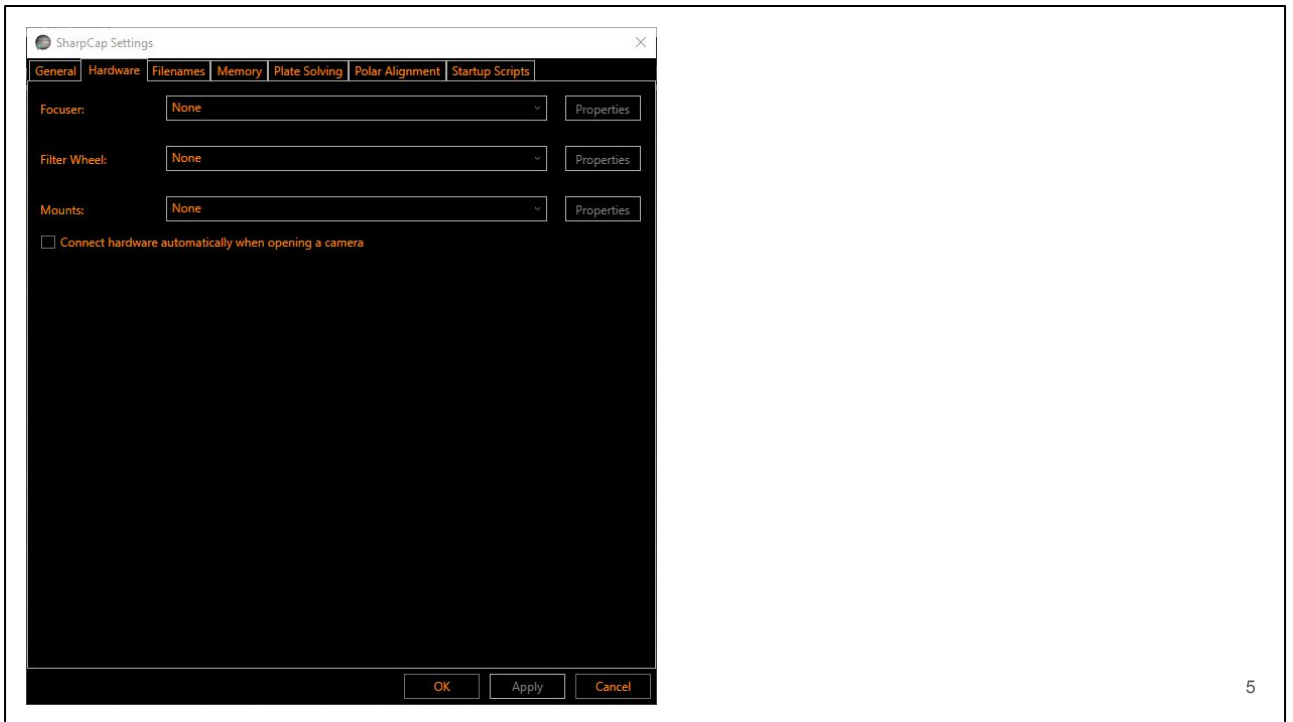 SharpCap Settings
General Hardware Filenames Memory Plate Solving Polar Alignment Startup Scripts
Focuser: None Properties
Filter Wheel: None Properties
Mounts: None Properties
Connect hardware automatically when opening a camera
OK Apply Cancel
5